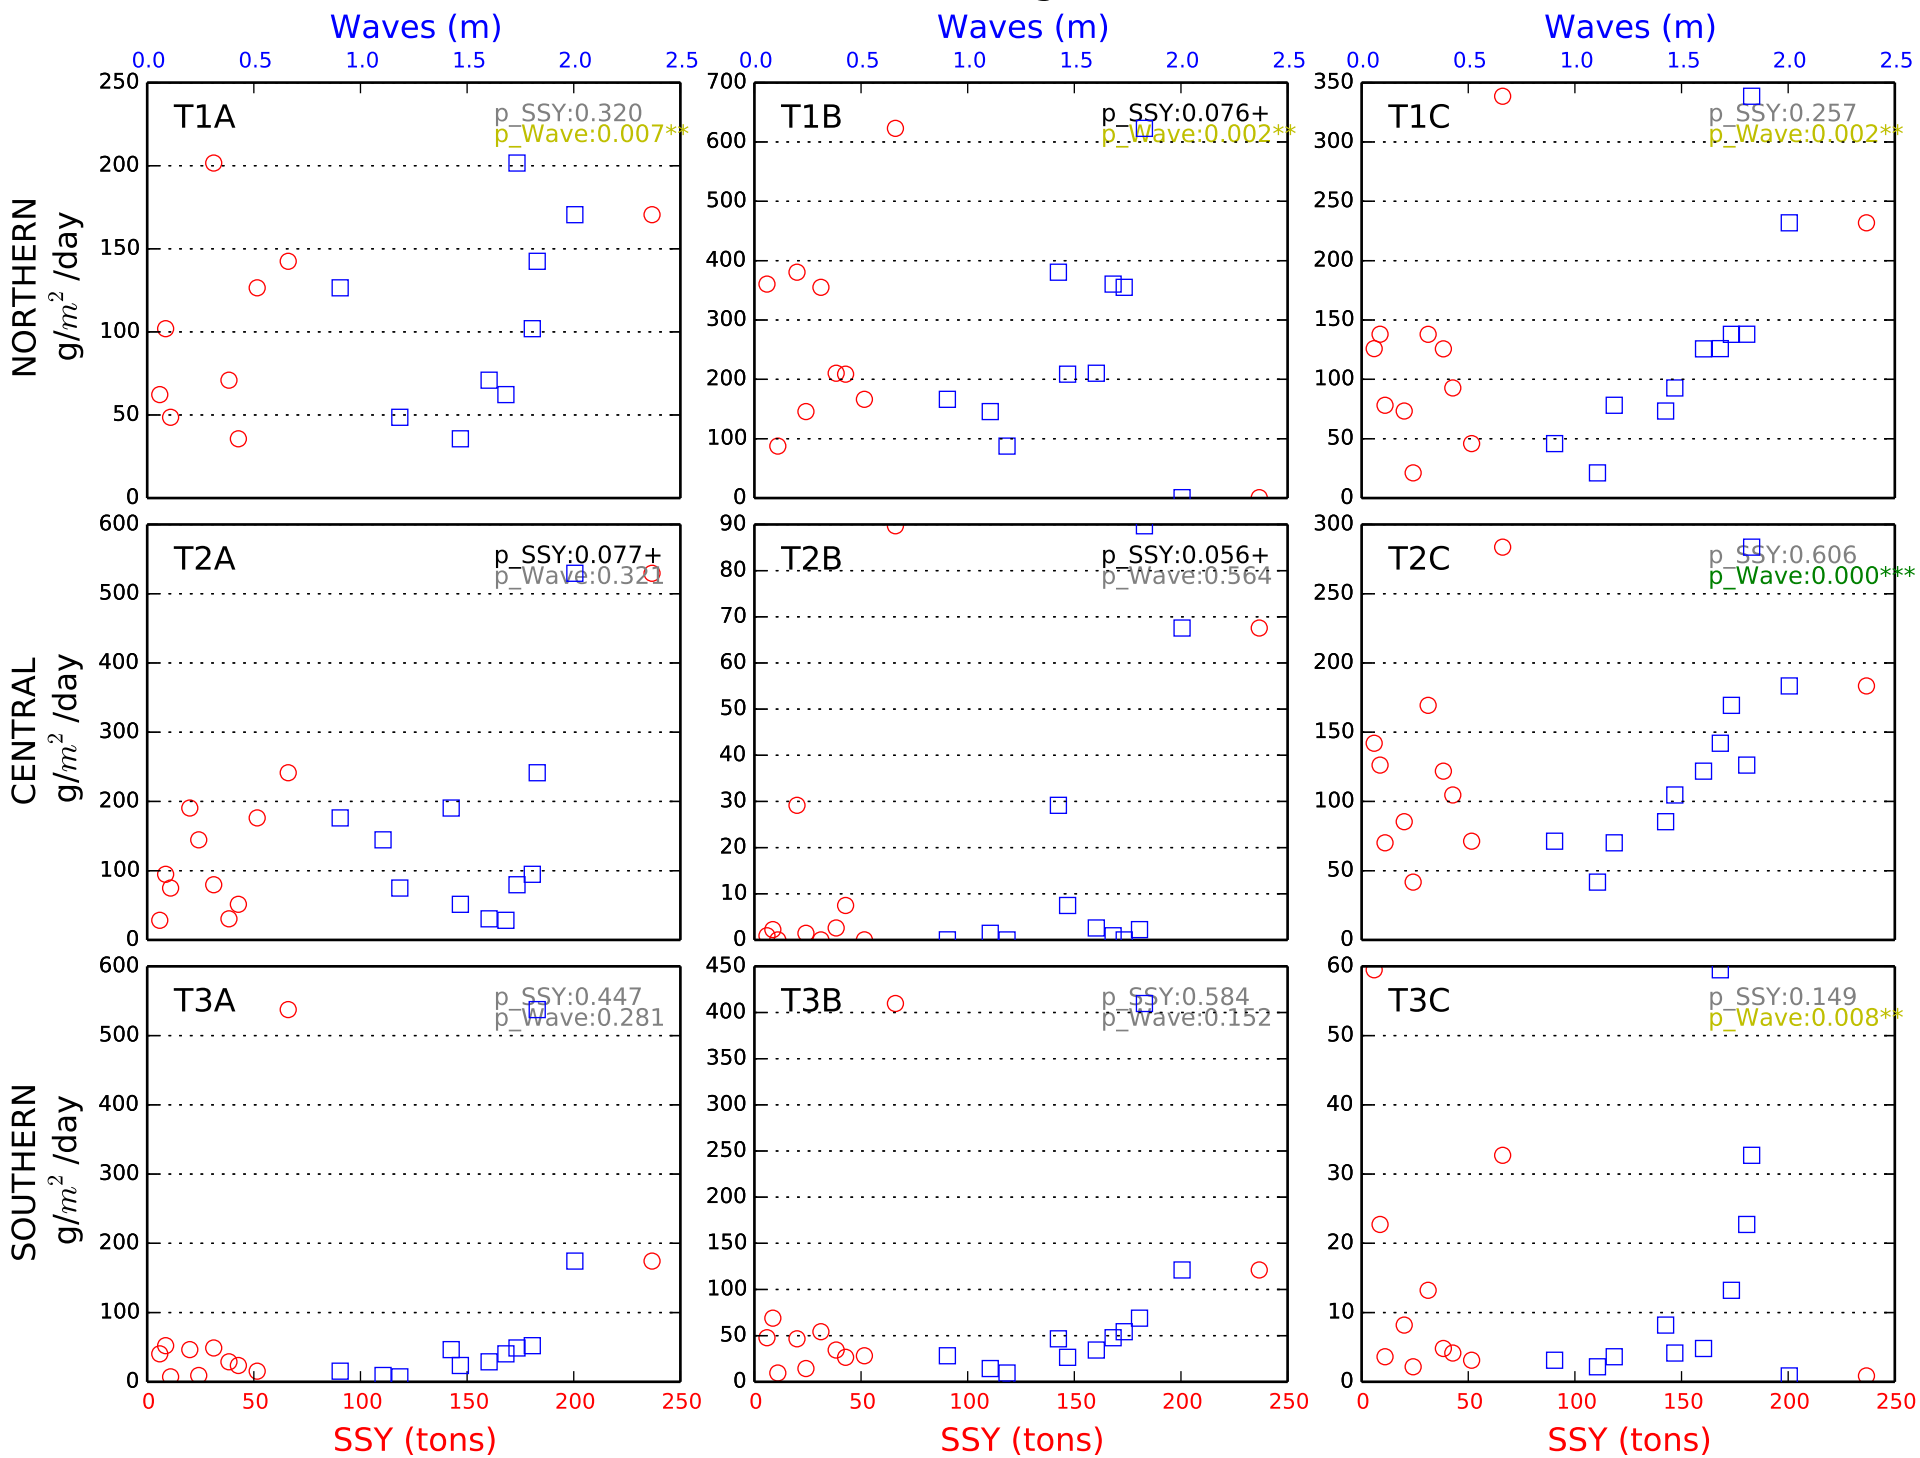 Waves (m) Waves (m) Waves (m)
0.0 0.5 1.0 1.5 2.0 2.5 0.0 0.5 1.0 1.5 2.0 2.5 0.0 0.5 1.0 1.5 2.0 2.5
NORTHERN
g/m² /day
250
200
150
100
50
0
T1A
p_SSY:0.320
p_Wave:0.007**
700
600
500
400
300
200
100
0
T1B
p_SSY:0.076+
p_Wave:0.002**
350
300
250
200
150
100
50
0
T1C
p_SSY:0.257
p_Wave:0.002**
CENTRAL
g/m² /day
600
500
400
300
200
100
0
T2A
p_SSY:0.077+
p_Wave:0.321
90
80
70
60
50
40
30
20
10
0
T2B
p_SSY:0.056+
p_Wave:0.564
300
250
200
150
100
50
0
T2C
p_SSY:0.606
p_Wave:0.000***
SOUTHERN
g/m² /day
600
500
400
300
200
100
0
T3A
p_SSY:0.447
p_Wave:0.281
450
400
350
300
250
200
150
100
50
0
T3B
p_SSY:0.584
p_Wave:0.152
60
50
40
30
20
10
0
T3C
p_SSY:0.149
p_Wave:0.008**
0 50 100 150 200 250 0 50 100 150 200 250 0 50 100 150 200 250
SSY (tons) SSY (tons) SSY (tons)